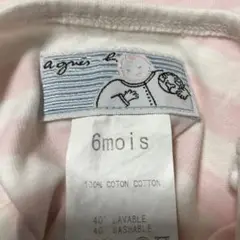 agnès b.
6mois
100% COTON COTTON
40° LAVABLE
40 WASHABLE